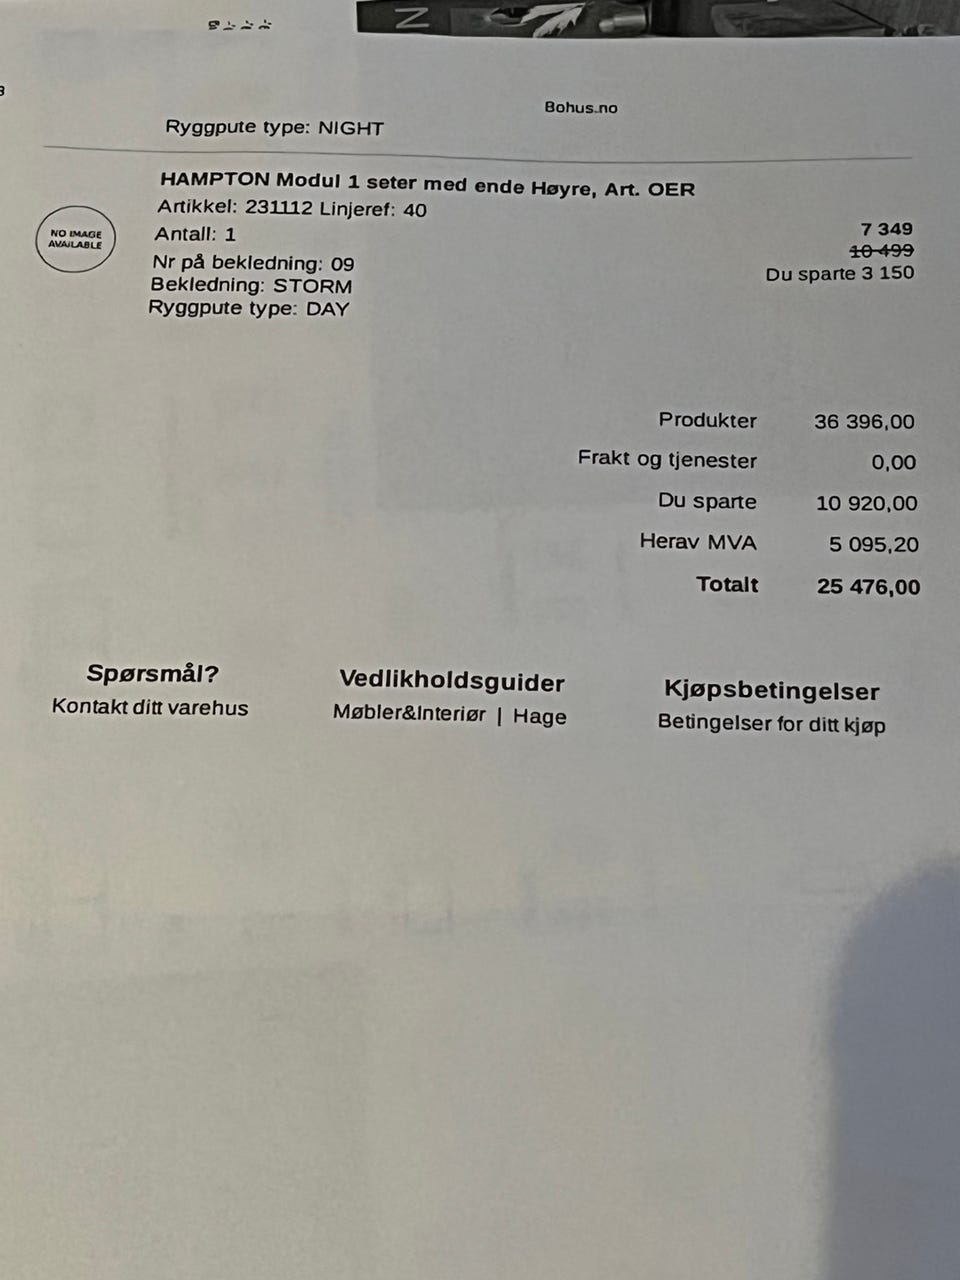 Bohus.no
Ryggpute type: NIGHT
HAMPTON Modul 1 seter med ende Høyre, Art. OER
Artikkel: 231112 Linjeref: 40
NO IMAGE
AVAILABLE
Antall: 1
7 349
10 499
Du sparte 3 150
Nr på bekledning: 09
Bekledning: STORM
Ryggpute type: DAY
Produkter 36 396,00
Frakt og tjenester 0,00
Du sparte 10 920,00
Herav MVA 5 095,20
Totalt 25 476,00
Spørsmål?
Kontakt ditt varehus
Vedlikholdsguider
Møbler&Interiør | Hage
Kjøpsbetingelser
Betingelser for ditt kjøp